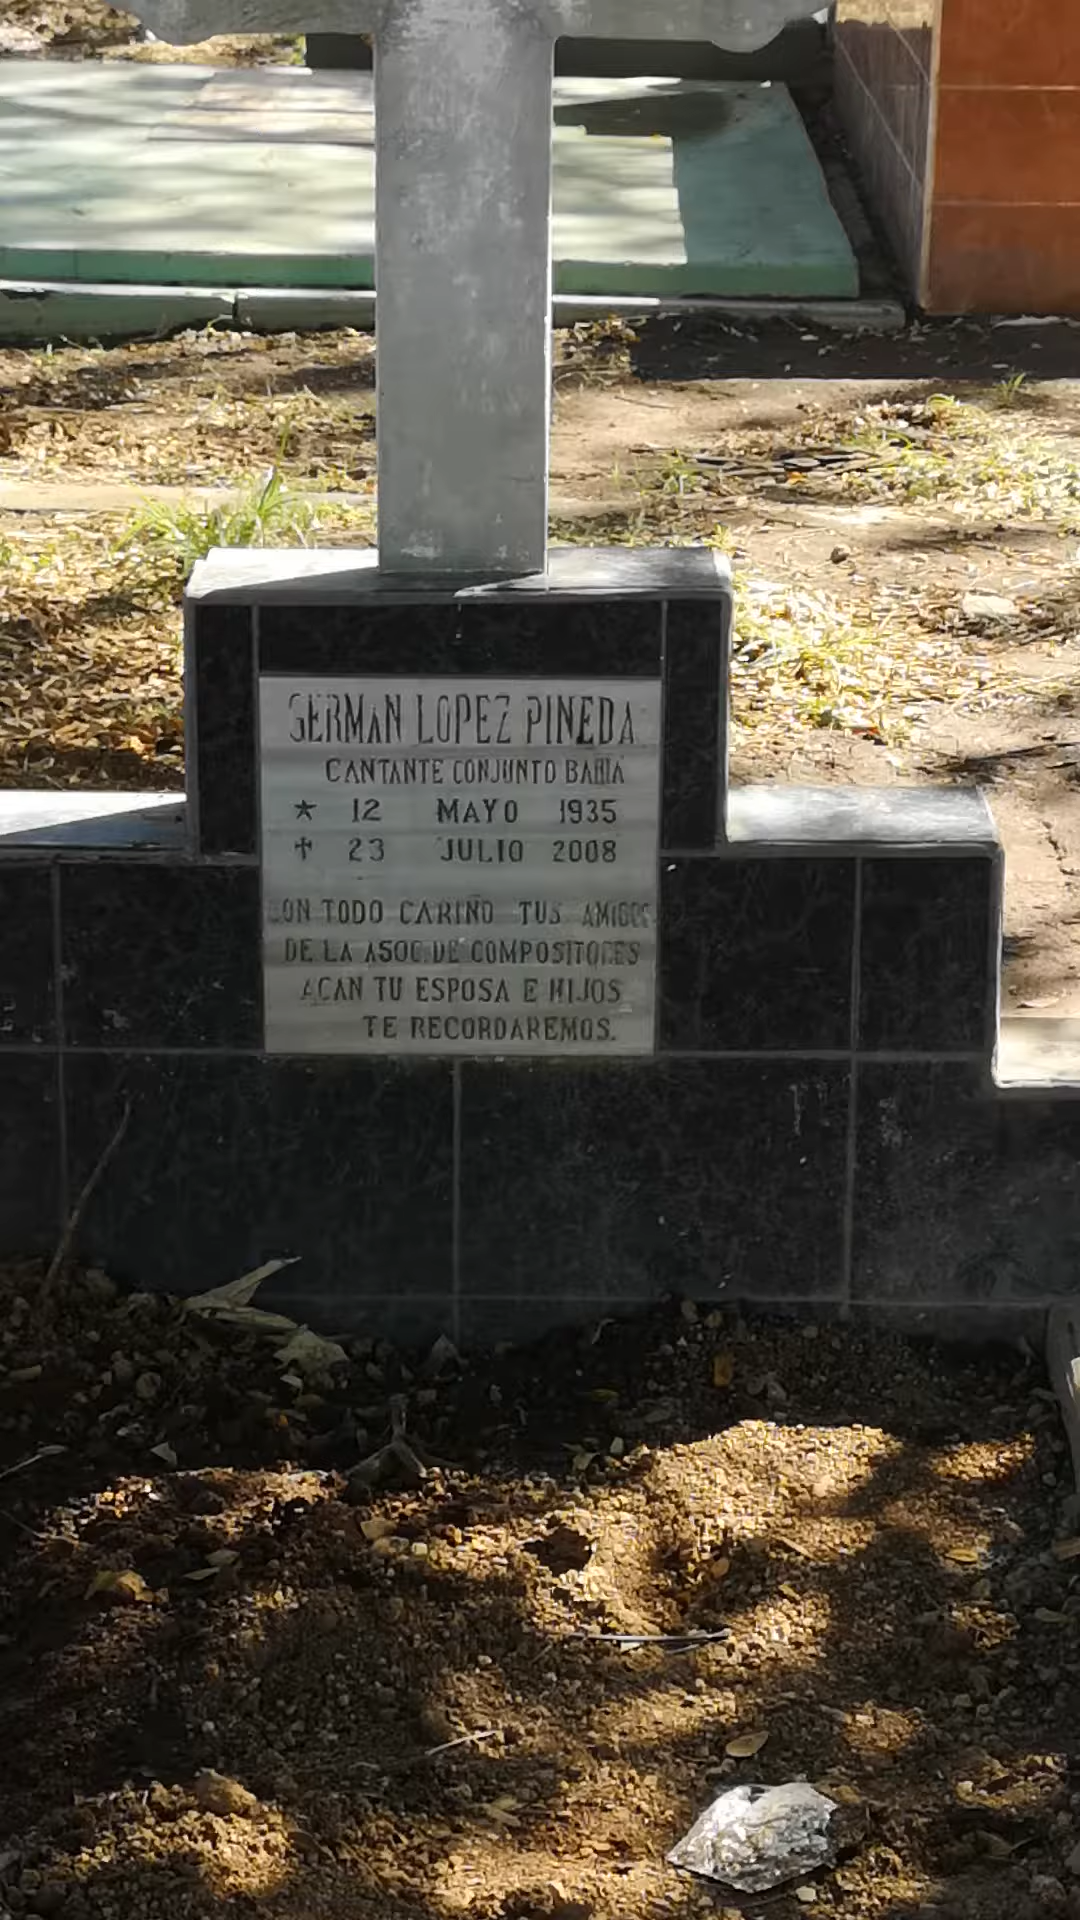 GERMAN LOPEZ PINEDA
CANTANTE CONJUNTO BAHIA
★ 12 MAYO 1935
✝ 23 JULIO 2008
CON TODO CARIÑO TUS AMIGOS
DE LA ASOC. DE COMPOSITORES
ACAN TU ESPOSA E HIJOS
TE RECORDAREMOS.